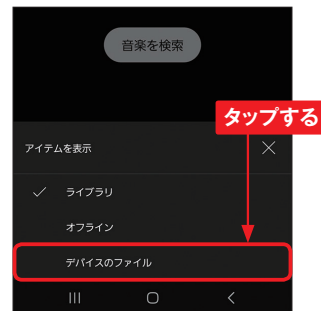 音楽を検索
タップする
アイテムを表示
ライブラリ
オフライン
デバイスのファイル